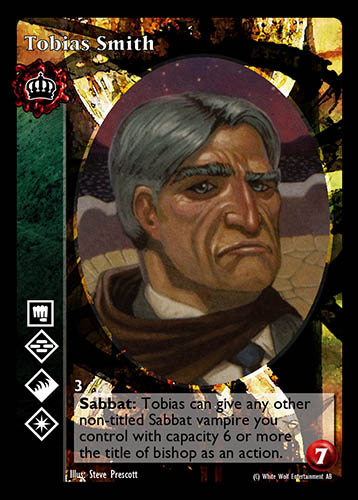 Tobias Smith
3
Sabbat: Tobias can give any other
non-titled Sabbat vampire you
control with capacity 6 or more
the title of bishop as an action.
7
Illus: Steve Prescott
(C) White Wolf Entertainment AB